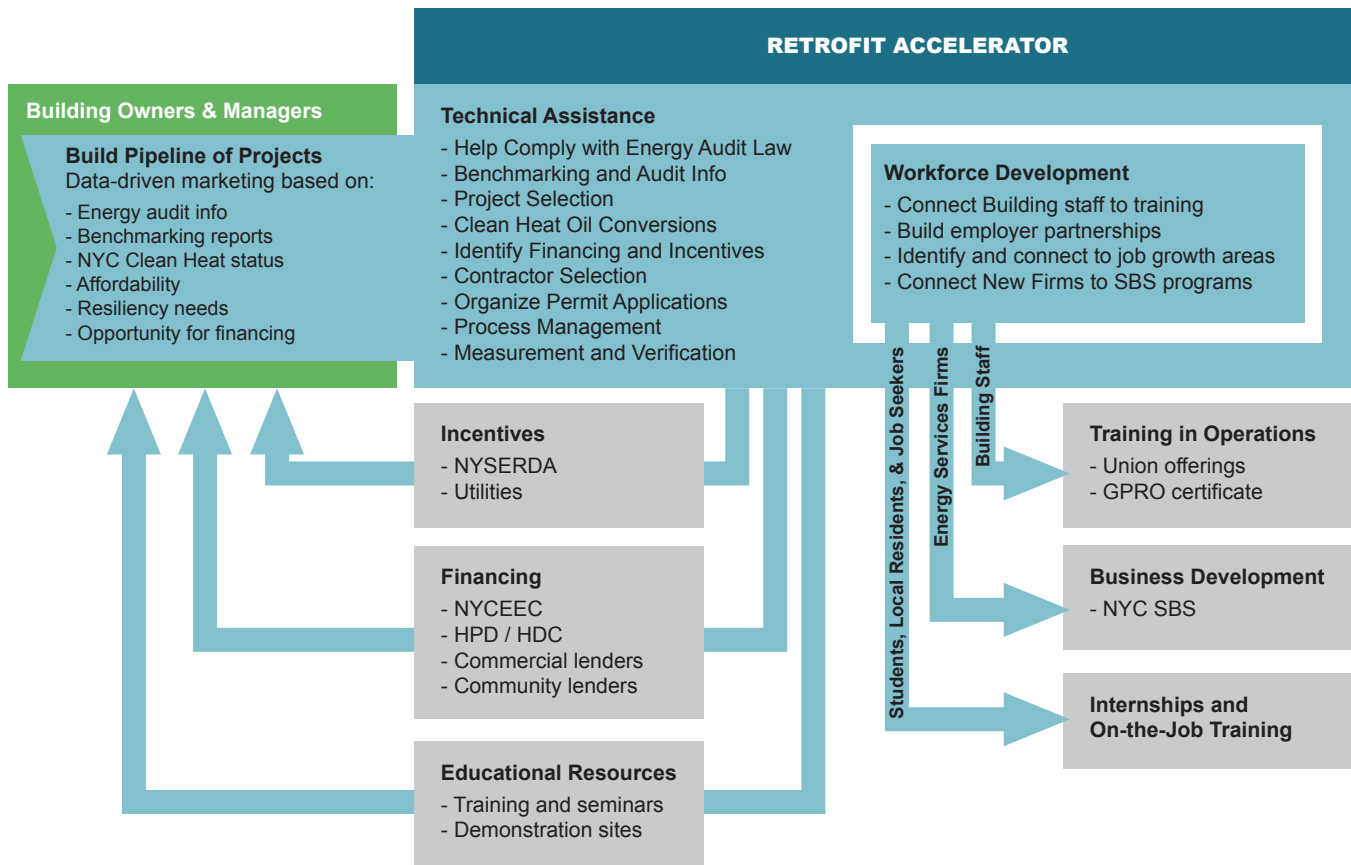 RETROFIT ACCELERATOR
Building Owners & Managers
Build Pipeline of Projects
Data-driven marketing based on:
- Energy audit info
- Benchmarking reports
- NYC Clean Heat status
- Affordability
- Resiliency needs
- Opportunity for financing
Technical Assistance
- Help Comply with Energy Audit Law
- Benchmarking and Audit Info
- Project Selection
- Clean Heat Oil Conversions
- Identify Financing and Incentives
- Contractor Selection
- Organize Permit Applications
- Process Management
- Measurement and Verification
Workforce Development
- Connect Building staff to training
- Build employer partnerships
- Identify and connect to job growth areas
- Connect New Firms to SBS programs
Students, Local Residents, & Job Seekers
Energy Services Firms
Building Staff
Incentives
- NYSERDA
- Utilities
Financing
- NYCEEC
- HPD / HDC
- Commercial lenders
- Community lenders
Educational Resources
- Training and seminars
- Demonstration sites
Training in Operations
- Union offerings
- GPRO certificate
Business Development
- NYC SBS
Internships and
On-the-Job Training